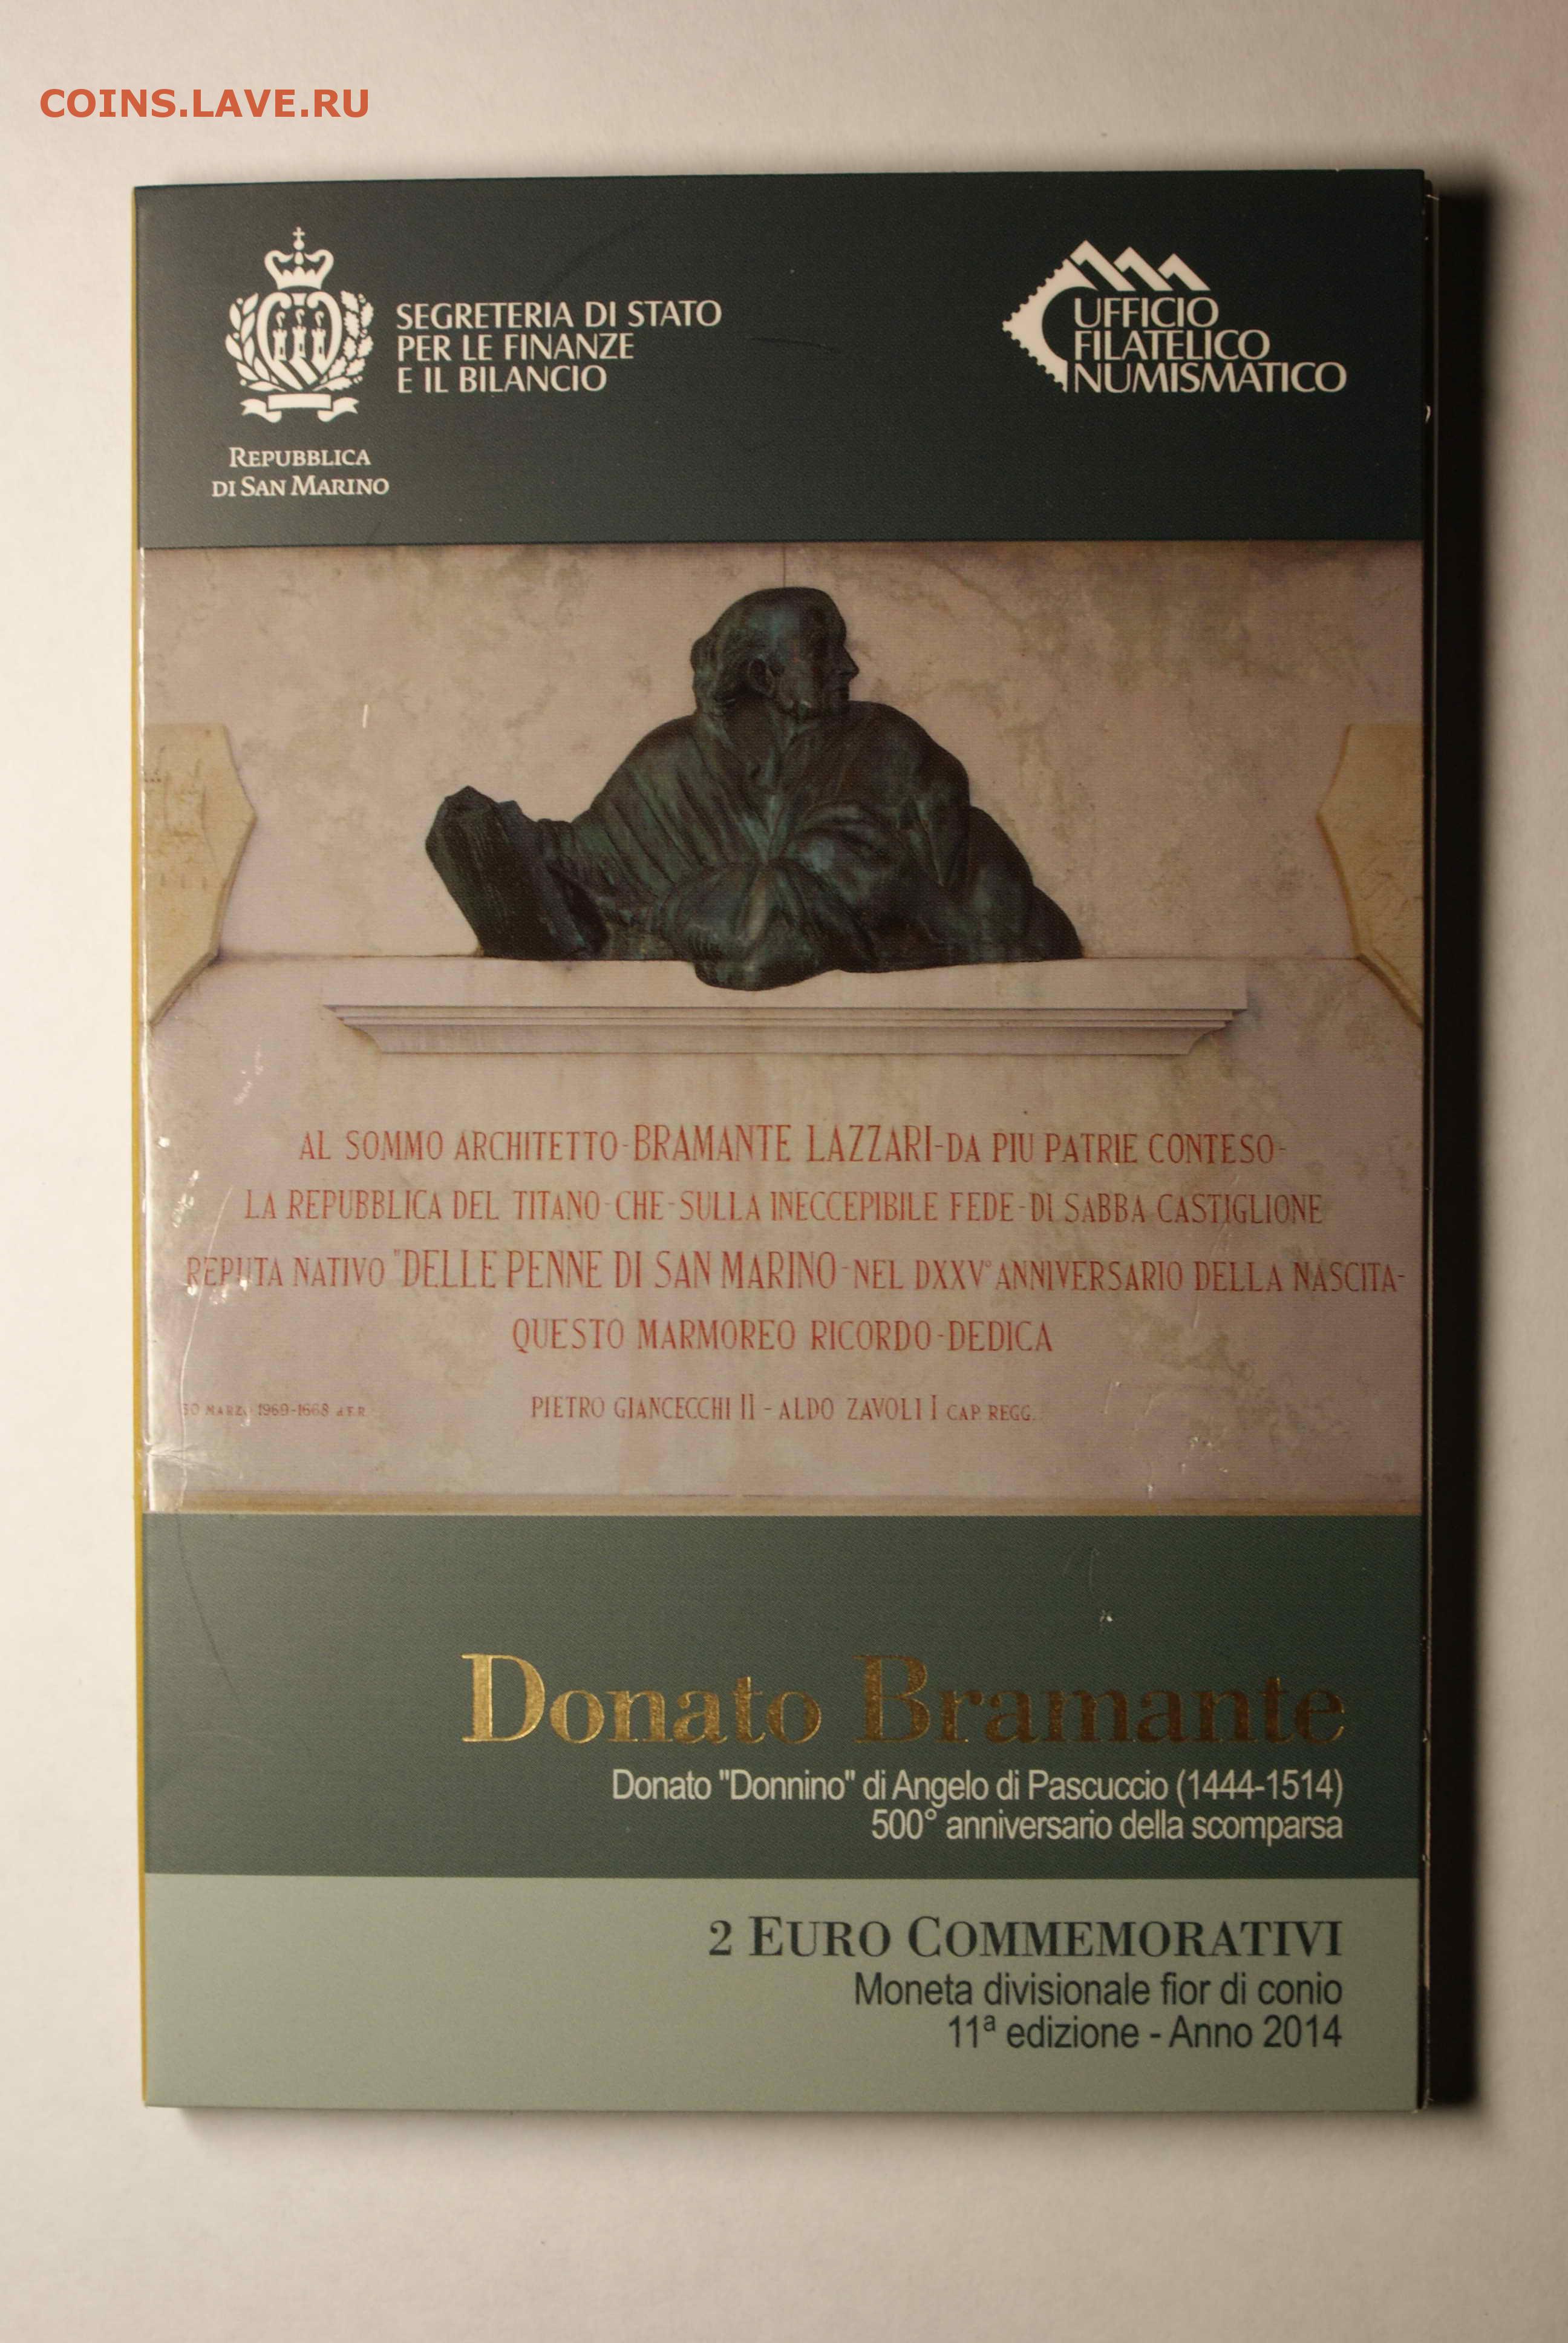 COINS.LAVE.RU
SEGRETERIA DI STATO
PER LE FINANZE
E IL BILANCIO
REPUBBLICA
DI SAN MARINO
UFFICIO
FILATELICO
NUMISMATICO
AL SOMMO ARCHITETTO-BRAMANTE LAZZARI-DA PIU PATRIE CONTESO-
LA REPUBBLICA DEL TITANO-CHE-SULLA INECCEPIBILE FEDE-DI SABBA CASTIGLIONE
REPUTA NATIVO "DELLE PENNE DI SAN MARINO-NEL DXXV° ANNIVERSARIO DELLA NASCITA-
QUESTO MARMOREO RICORDO-DEDICA
30 MARZO 1969-1668 d.F.R.
PIETRO GIANCECCHI II - ALDO ZAVOLI I CAP. REGG.
Donato Bramante
Donato "Donnino" di Angelo di Pascuccio (1444-1514)
500° anniversario della scomparsa
2 EURO COMMEMORATIVI
Moneta divisionale fior di conio
11ª edizione - Anno 2014